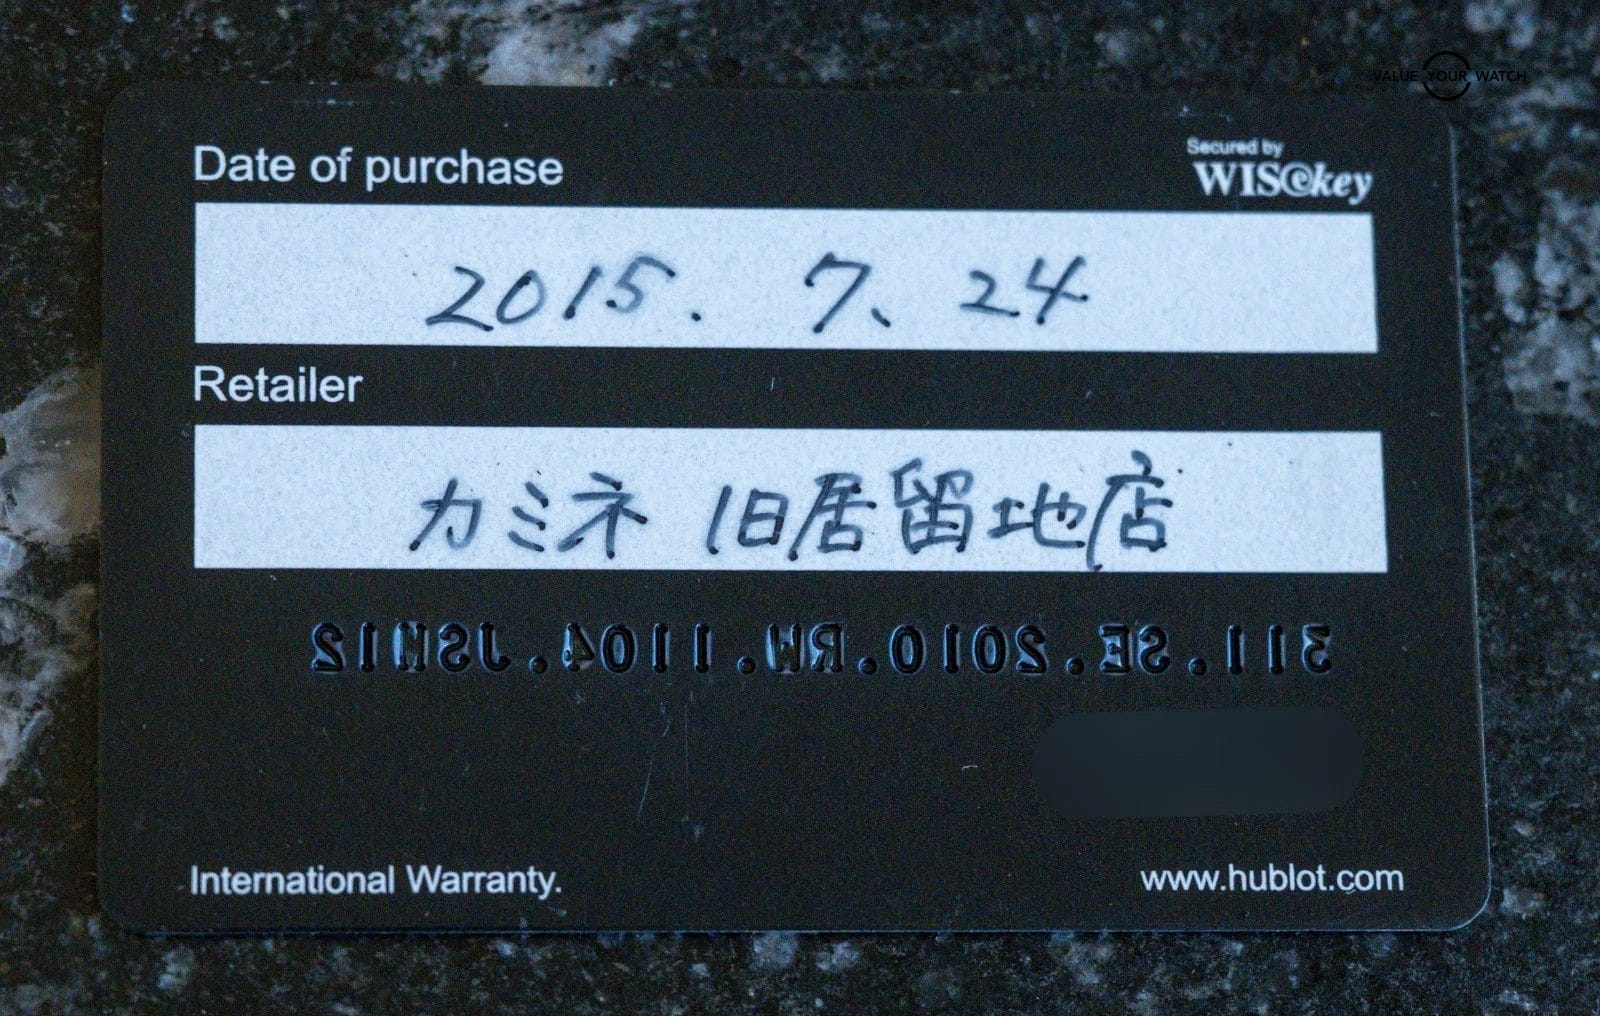 VALUE YOUR WATCH
Date of purchase
Secured by
WISekey
2015. 7、24
Retailer
カミネ 旧居留地店
311.SE.2010.RW.1104.JSM12
International Warranty.
www.hublot.com